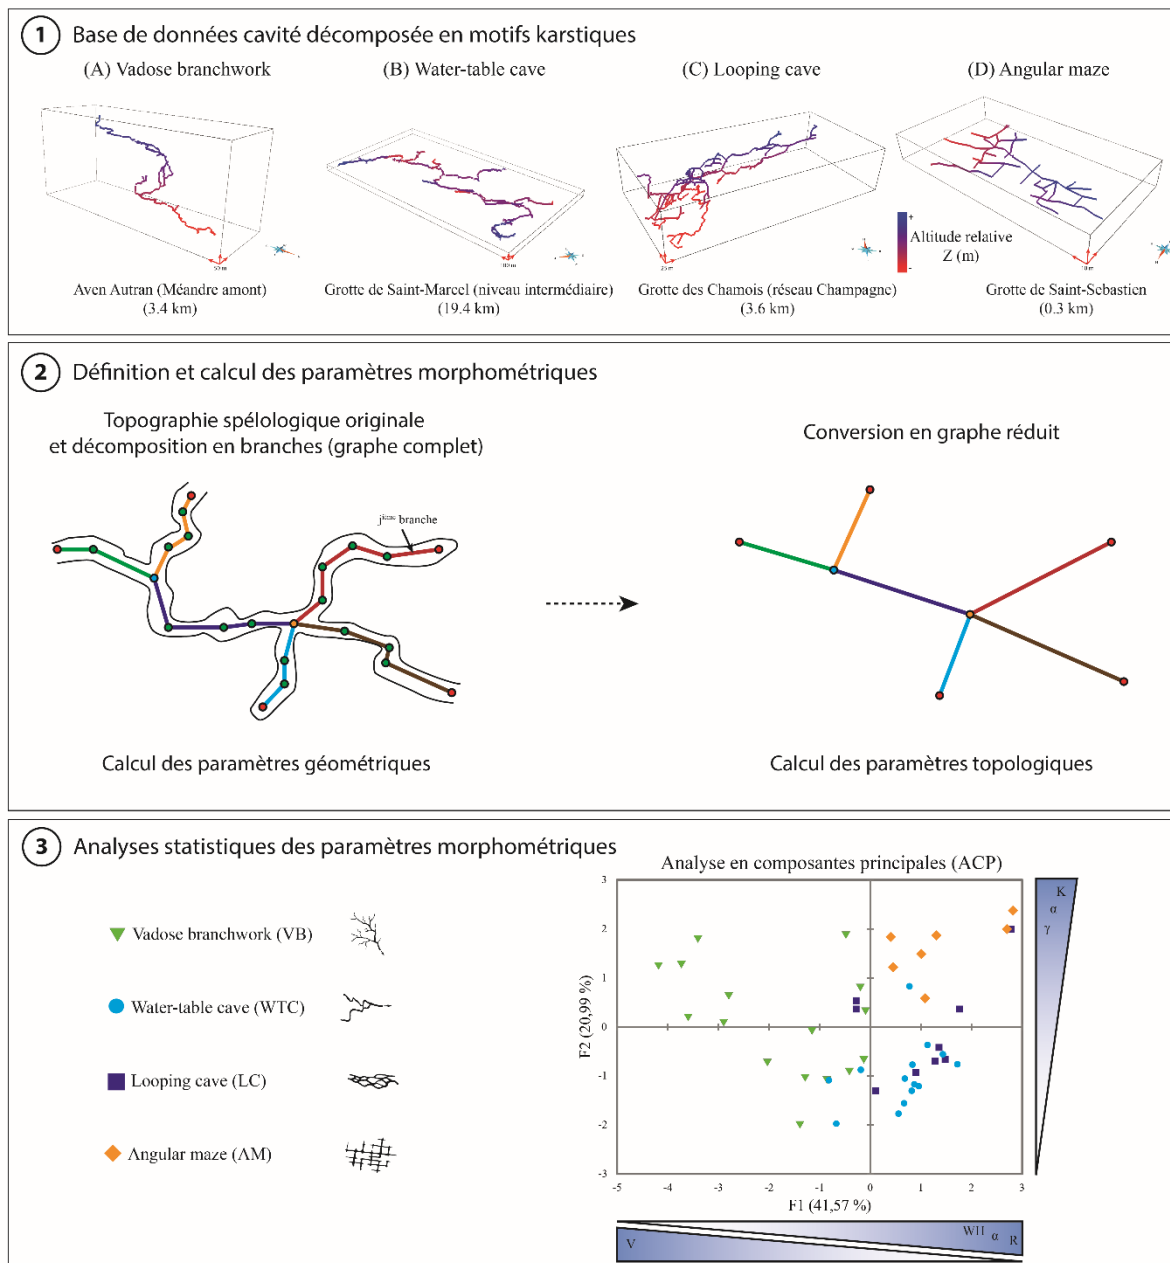 1 Base de données cavité décomposée en motifs karstiques
(A) Vadose branchwork
(B) Water-table cave
(C) Looping cave
(D) Angular maze
50 m
25 m
10 m
+
Altitude relative
Z (m)
-
Aven Autran (Méandre amont)
(3.4 km)
Grotte de Saint-Marcel (niveau intermédiaire)
(19.4 km)
Grotte des Chamois (réseau Champagne)
(3.6 km)
Grotte de Saint-Sebastien
(0.3 km)
2 Définition et calcul des paramètres morphométriques
Topographie spélologique originale
et décomposition en branches (graphe complet)
Conversion en graphe réduit
jième branche
Calcul des paramètres géométriques
Calcul des paramètres topologiques
3 Analyses statistiques des paramètres morphométriques
Vadose branchwork (VB)
Water-table cave (WTC)
Looping cave (LC)
Angular maze (AM)
Analyse en composantes principales (ACP)
3
2
1
0
-1
-2
-3
F2 (20,99 %)
-5 -4 -3 -2 -1 0 1 2 3
F1 (41,57 %)
K
α
γ
V
WH α R